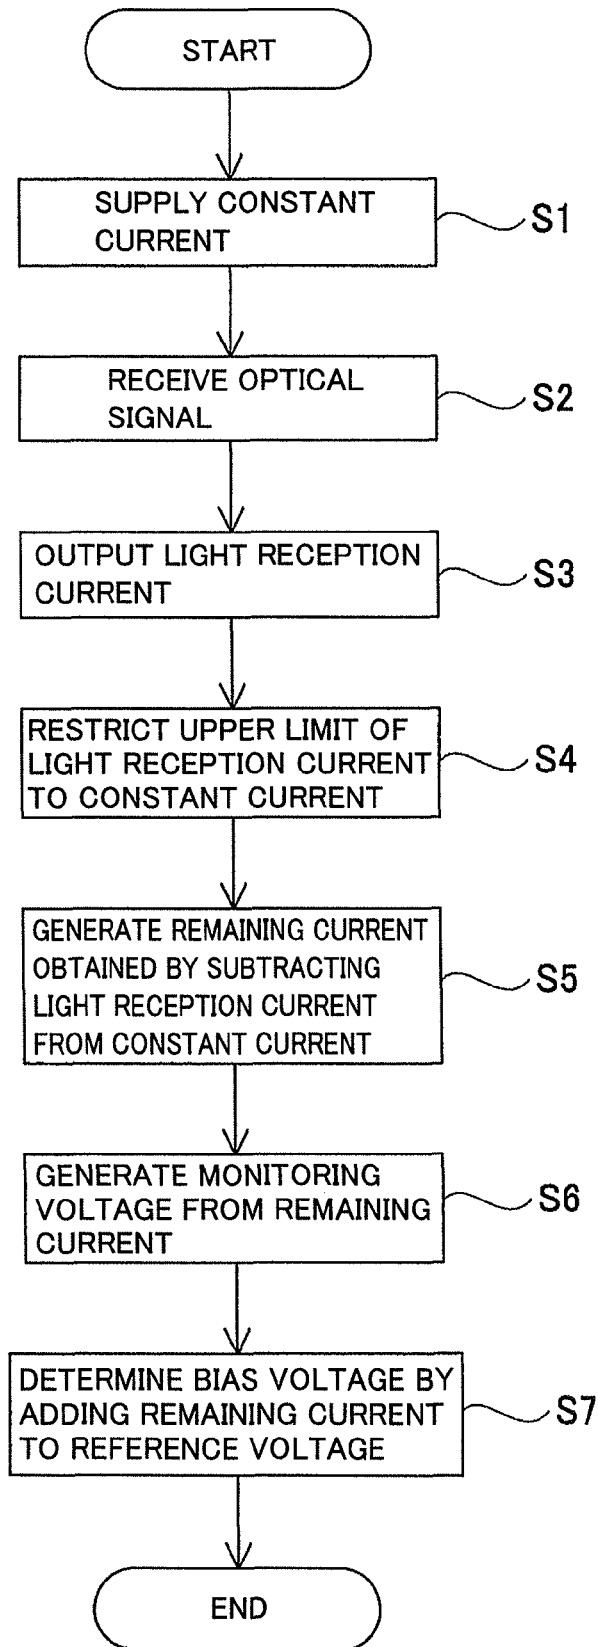 START
SUPPLY CONSTANT
CURRENT
S1
RECEIVE OPTICAL
SIGNAL
S2
OUTPUT LIGHT RECEPTION
CURRENT
S3
RESTRICT UPPER LIMIT OF
LIGHT RECEPTION CURRENT
TO CONSTANT CURRENT
S4
GENERATE REMAINING CURRENT
OBTAINED BY SUBTRACTING
LIGHT RECEPTION CURRENT
FROM CONSTANT CURRENT
S5
GENERATE MONITORING
VOLTAGE FROM REMAINING
CURRENT
S6
DETERMINE BIAS VOLTAGE BY
ADDING REMAINING CURRENT
TO REFERENCE VOLTAGE
S7
END